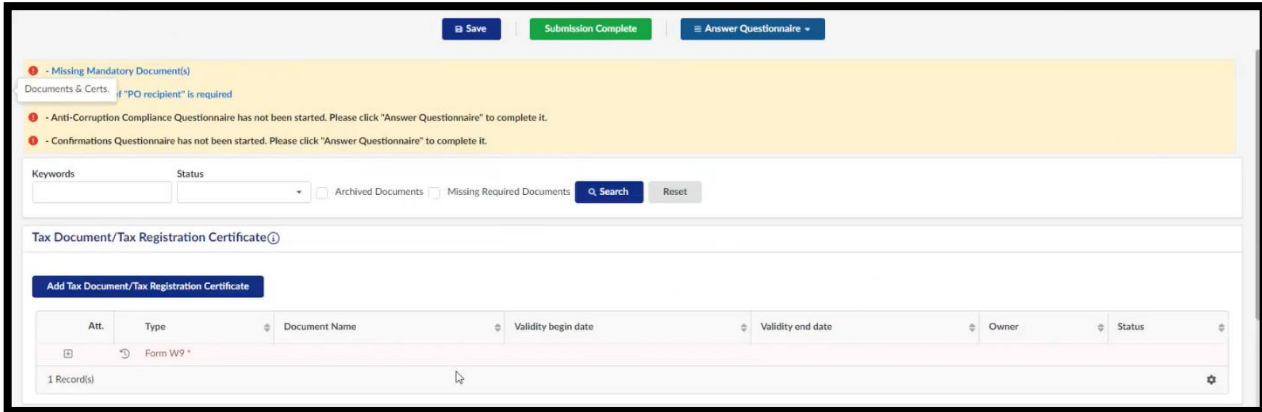 Save Submission Complete Answer Questionnaire
- Missing Mandatory Document(s)
Documents & Certs.
of "PO recipient" is required
- Anti-Corruption Compliance Questionnaire has not been started. Please click "Answer Questionnaire" to complete it.
- Confirmations Questionnaire has not been started. Please click "Answer Questionnaire" to complete it.
Keywords Status
Archived Documents Missing Required Documents Search Reset
Tax Document/Tax Registration Certificate
Add Tax Document/Tax Registration Certificate
Att. Type Document Name Validity begin date Validity end date Owner Status
Form W9 *
1 Record(s)